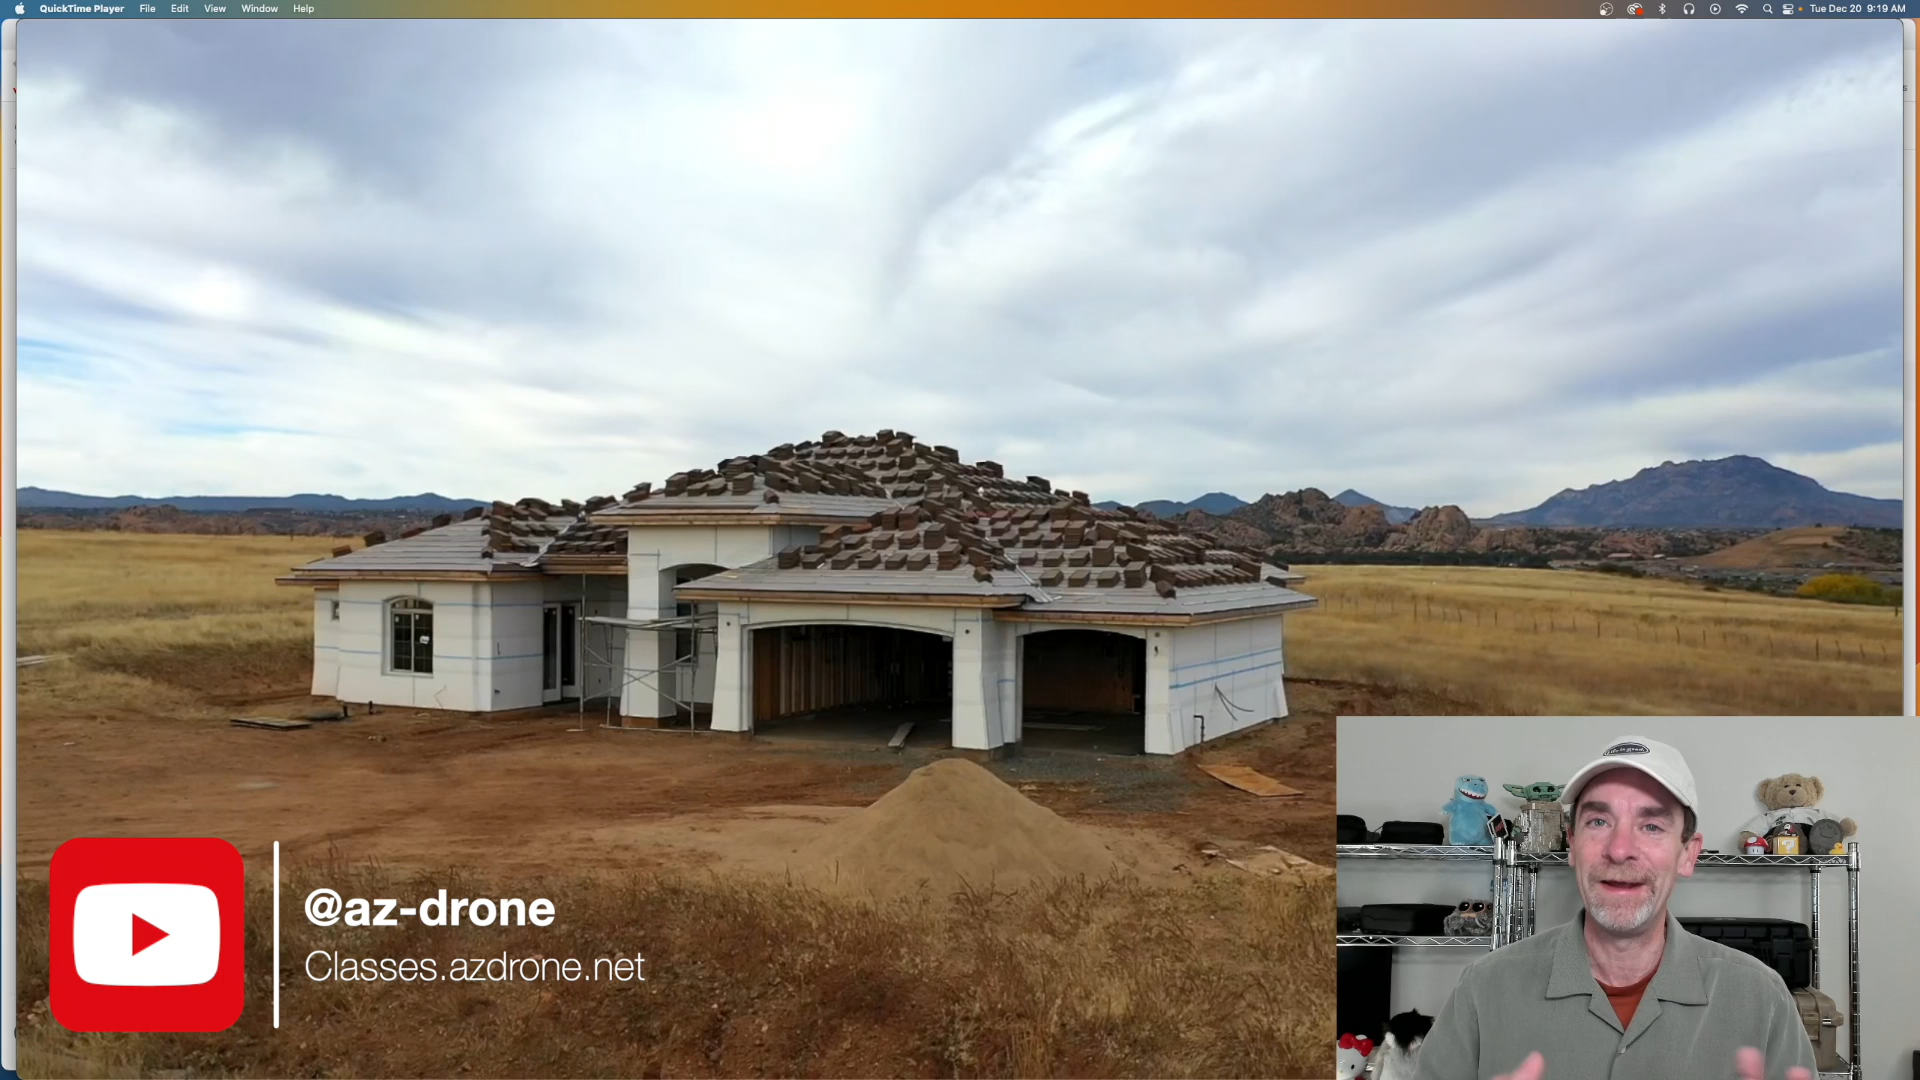 QuickTime Player File Edit View Window Help Tue Dec 20 9:19 AM
@az-drone
Classes.azdrone.net